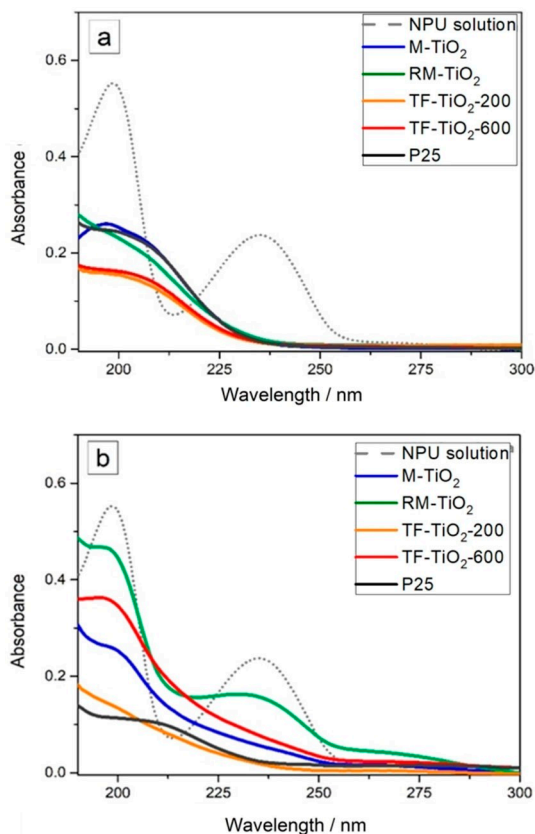 a
NPU solution
M-TiO₂
RM-TiO₂
TF-TiO₂-200
TF-TiO₂-600
P25
Absorbance
0.6
0.4
0.2
0.0
200 225 250 275 300
Wavelength / nm
b
NPU solution
M-TiO₂
RM-TiO₂
TF-TiO₂-200
TF-TiO₂-600
P25
Absorbance
0.6
0.4
0.2
0.0
200 225 250 275 300
Wavelength / nm